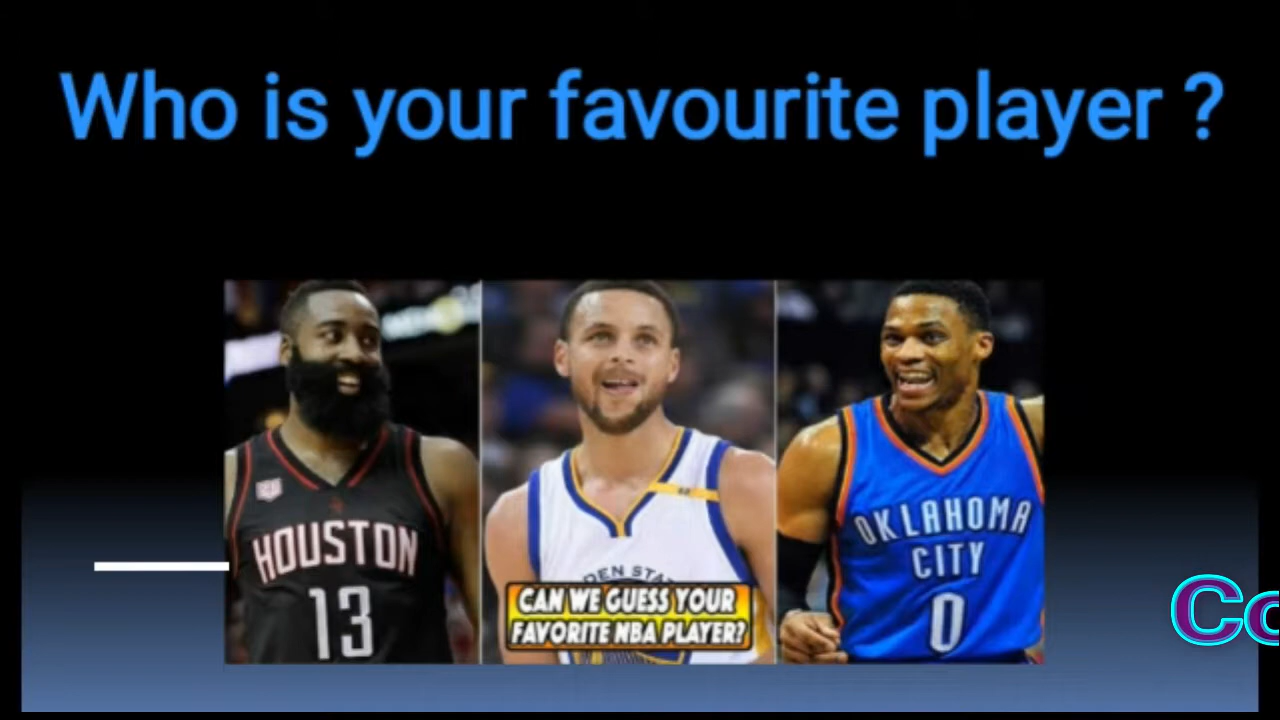 Who is your favourite player ?
HOUSTON
13
CAN WE GUESS YOUR
FAVORITE NBA PLAYER?
OKLAHOMA
CITY
0